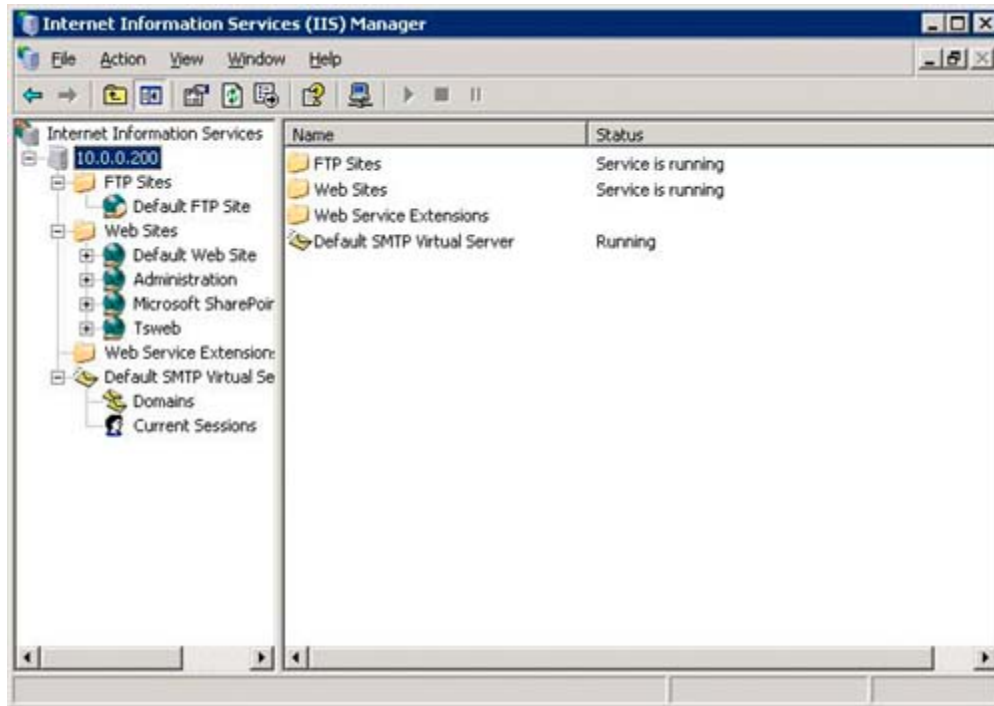 Internet Information Services (IIS) Manager
File Action View Window Help
Internet Information Services
10.0.0.200
FTP Sites
Default FTP Site
Web Sites
Default Web Site
Administration
Microsoft SharePoir
Tsweb
Web Service Extension:
Default SMTP Virtual Se
Domains
Current Sessions
Name Status
FTP Sites Service is running
Web Sites Service is running
Web Service Extensions
Default SMTP Virtual Server Running